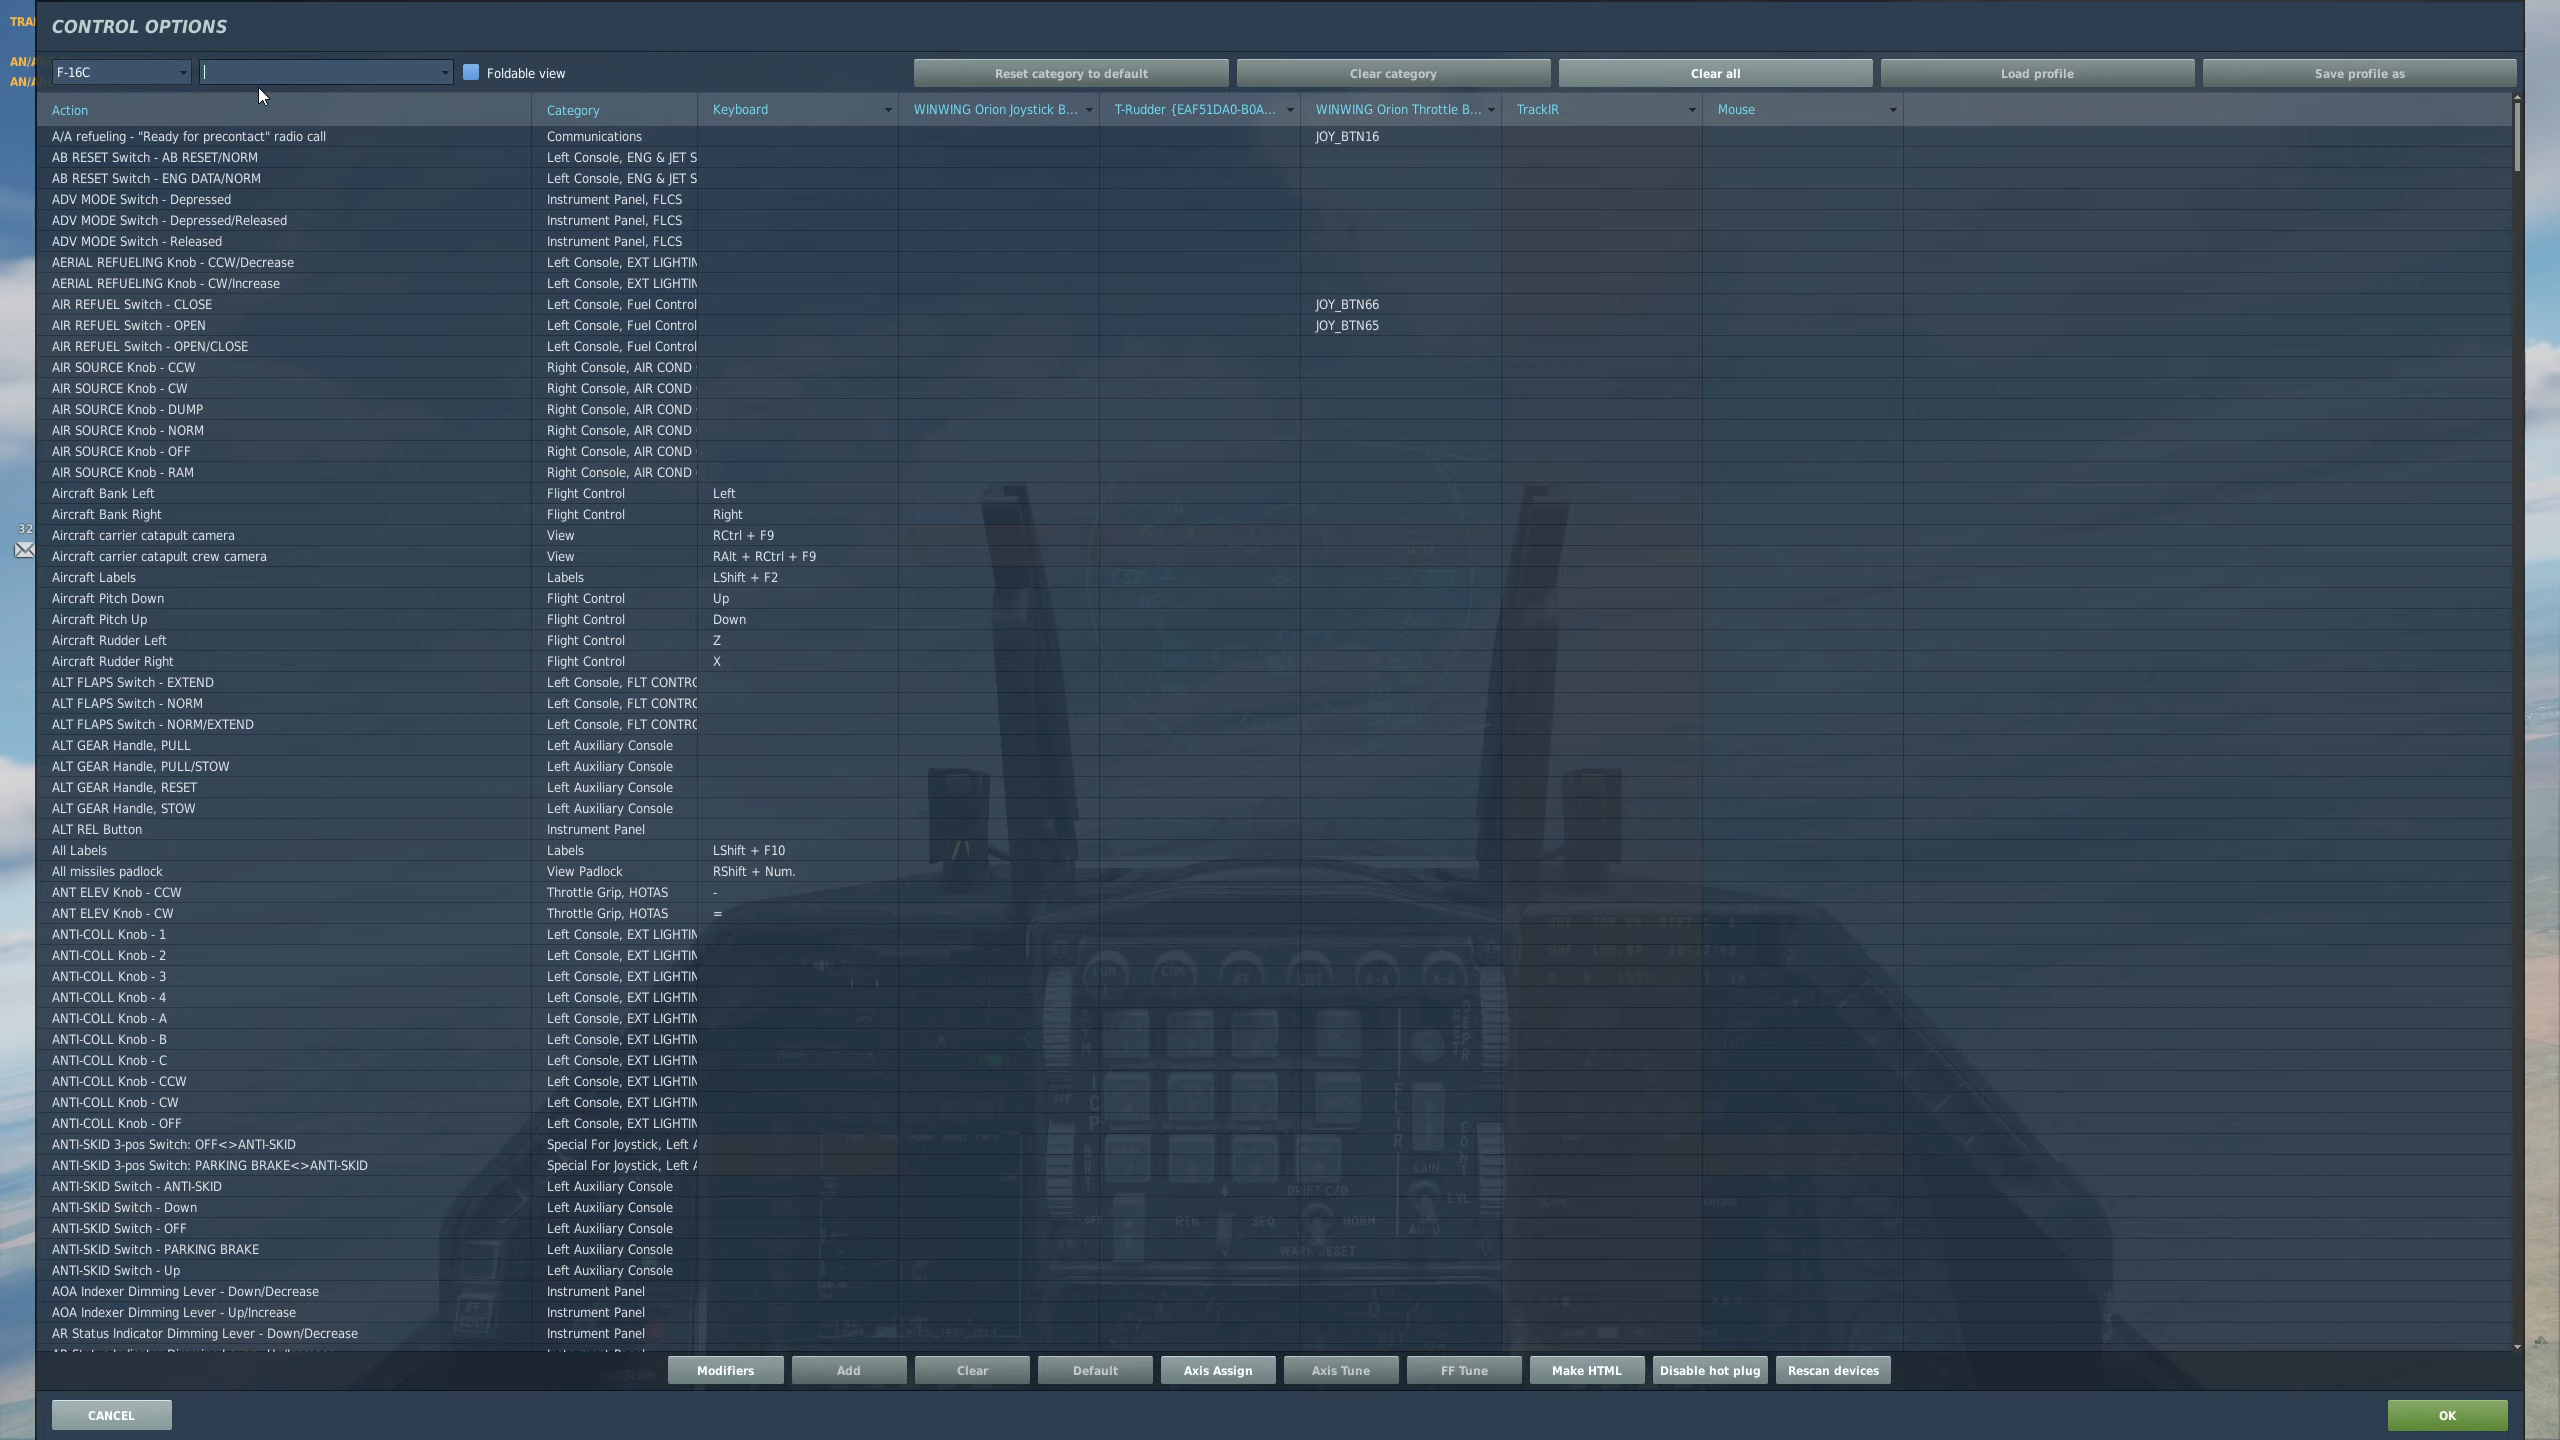 TRA
CONTROL OPTIONS
AN/A
AN/A
F-16C
Foldable view
Reset category to default
Clear category
Clear all
Load profile
Save profile as
Action Category Keyboard WINWING Orion Joystick B... T-Rudder {EAF51DA0-B0A... WINWING Orion Throttle B... TrackIR Mouse
A/A refueling - "Ready for precontact" radio call Communications JOY_BTN16
AB RESET Switch - AB RESET/NORM Left Console, ENG & JET S
AB RESET Switch - ENG DATA/NORM Left Console, ENG & JET S
ADV MODE Switch - Depressed Instrument Panel, FLCS
ADV MODE Switch - Depressed/Released Instrument Panel, FLCS
ADV MODE Switch - Released Instrument Panel, FLCS
AERIAL REFUELING Knob - CCW/Decrease Left Console, EXT LIGHTIN
AERIAL REFUELING Knob - CW/Increase Left Console, EXT LIGHTIN
AIR REFUEL Switch - CLOSE Left Console, Fuel Control JOY_BTN66
AIR REFUEL Switch - OPEN Left Console, Fuel Control JOY_BTN65
AIR REFUEL Switch - OPEN/CLOSE Left Console, Fuel Control
AIR SOURCE Knob - CCW Right Console, AIR COND
AIR SOURCE Knob - CW Right Console, AIR COND
AIR SOURCE Knob - DUMP Right Console, AIR COND
AIR SOURCE Knob - NORM Right Console, AIR COND
AIR SOURCE Knob - OFF Right Console, AIR COND
AIR SOURCE Knob - RAM Right Console, AIR COND
Aircraft Bank Left Flight Control Left
Aircraft Bank Right Flight Control Right
32
Aircraft carrier catapult camera View RCtrl + F9
Aircraft carrier catapult crew camera View RAlt + RCtrl + F9
Aircraft Labels Labels LShift + F2
Aircraft Pitch Down Flight Control Up
Aircraft Pitch Up Flight Control Down
Aircraft Rudder Left Flight Control Z
Aircraft Rudder Right Flight Control X
ALT FLAPS Switch - EXTEND Left Console, FLT CONTRO
ALT FLAPS Switch - NORM Left Console, FLT CONTRO
ALT FLAPS Switch - NORM/EXTEND Left Console, FLT CONTRO
ALT GEAR Handle, PULL Left Auxiliary Console
ALT GEAR Handle, PULL/STOW Left Auxiliary Console
ALT GEAR Handle, RESET Left Auxiliary Console
ALT GEAR Handle, STOW Left Auxiliary Console
ALT REL Button Instrument Panel
All Labels Labels LShift + F10
All missiles padlock View Padlock RShift + Num.
ANT ELEV Knob - CCW Throttle Grip, HOTAS -
ANT ELEV Knob - CW Throttle Grip, HOTAS =
ANTI-COLL Knob - 1 Left Console, EXT LIGHTIN
ANTI-COLL Knob - 2 Left Console, EXT LIGHTIN
ANTI-COLL Knob - 3 Left Console, EXT LIGHTIN
ANTI-COLL Knob - 4 Left Console, EXT LIGHTIN
ANTI-COLL Knob - A Left Console, EXT LIGHTIN
ANTI-COLL Knob - B Left Console, EXT LIGHTIN
ANTI-COLL Knob - C Left Console, EXT LIGHTIN
ANTI-COLL Knob - CCW Left Console, EXT LIGHTIN
ANTI-COLL Knob - CW Left Console, EXT LIGHTIN
ANTI-COLL Knob - OFF Left Console, EXT LIGHTIN
ANTI-SKID 3-pos Switch: OFF<>ANTI-SKID Special For Joystick, Left A
ANTI-SKID 3-pos Switch: PARKING BRAKE<>ANTI-SKID Special For Joystick, Left A
ANTI-SKID Switch - ANTI-SKID Left Auxiliary Console
ANTI-SKID Switch - Down Left Auxiliary Console
ANTI-SKID Switch - OFF Left Auxiliary Console
ANTI-SKID Switch - PARKING BRAKE Left Auxiliary Console
ANTI-SKID Switch - Up Left Auxiliary Console
AOA Indexer Dimming Lever - Down/Decrease Instrument Panel
AOA Indexer Dimming Lever - Up/Increase Instrument Panel
AR Status Indicator Dimming Lever - Down/Decrease Instrument Panel
GAIN
LVL
AUTO
DRIFT C/O
RTN SEQ NORM
WARN RESET
Modifiers
Add
Clear
Default
Axis Assign
Axis Tune
FF Tune
Make HTML
Disable hot plug
Rescan devices
CANCEL
OK